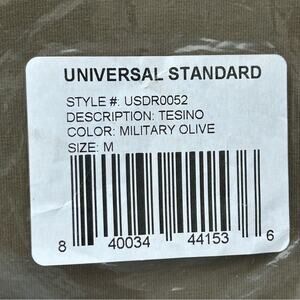 UNIVERSAL STANDARD
STYLE #: USDR0052
DESCRIPTION: TESINO
COLOR: MILITARY OLIVE
SIZE: M
8 40034 44153 6